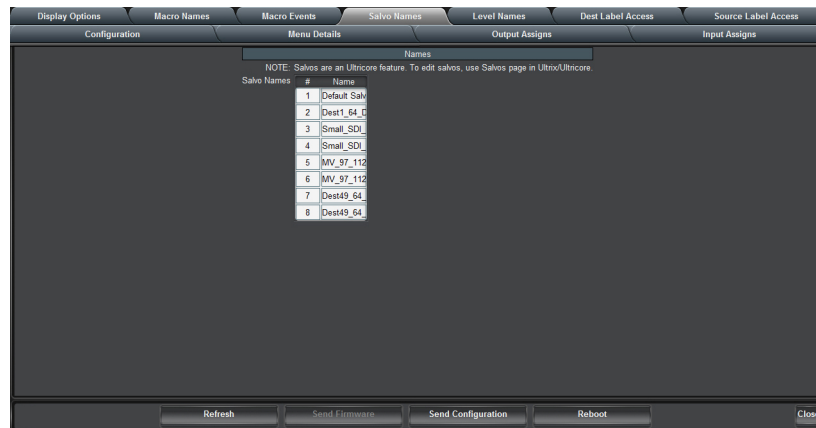 Display Options Macro Names Macro Events Salvo Names Level Names Dest Label Access Source Label Access
Configuration Menu Details Output Assigns Input Assigns
Names
NOTE: Salvos are an Ultricore feature. To edit salvos, use Salvos page in Ultrix/Ultricore.
Salvo Names # Name
1 Default Salv
2 Dest1_64_D
3 Small_SDI_
4 Small_SDI_
5 MV_97_112
6 MV_97_112
7 Dest49_64_
8 Dest49_64_
Refresh Send Firmware Send Configuration Reboot Close